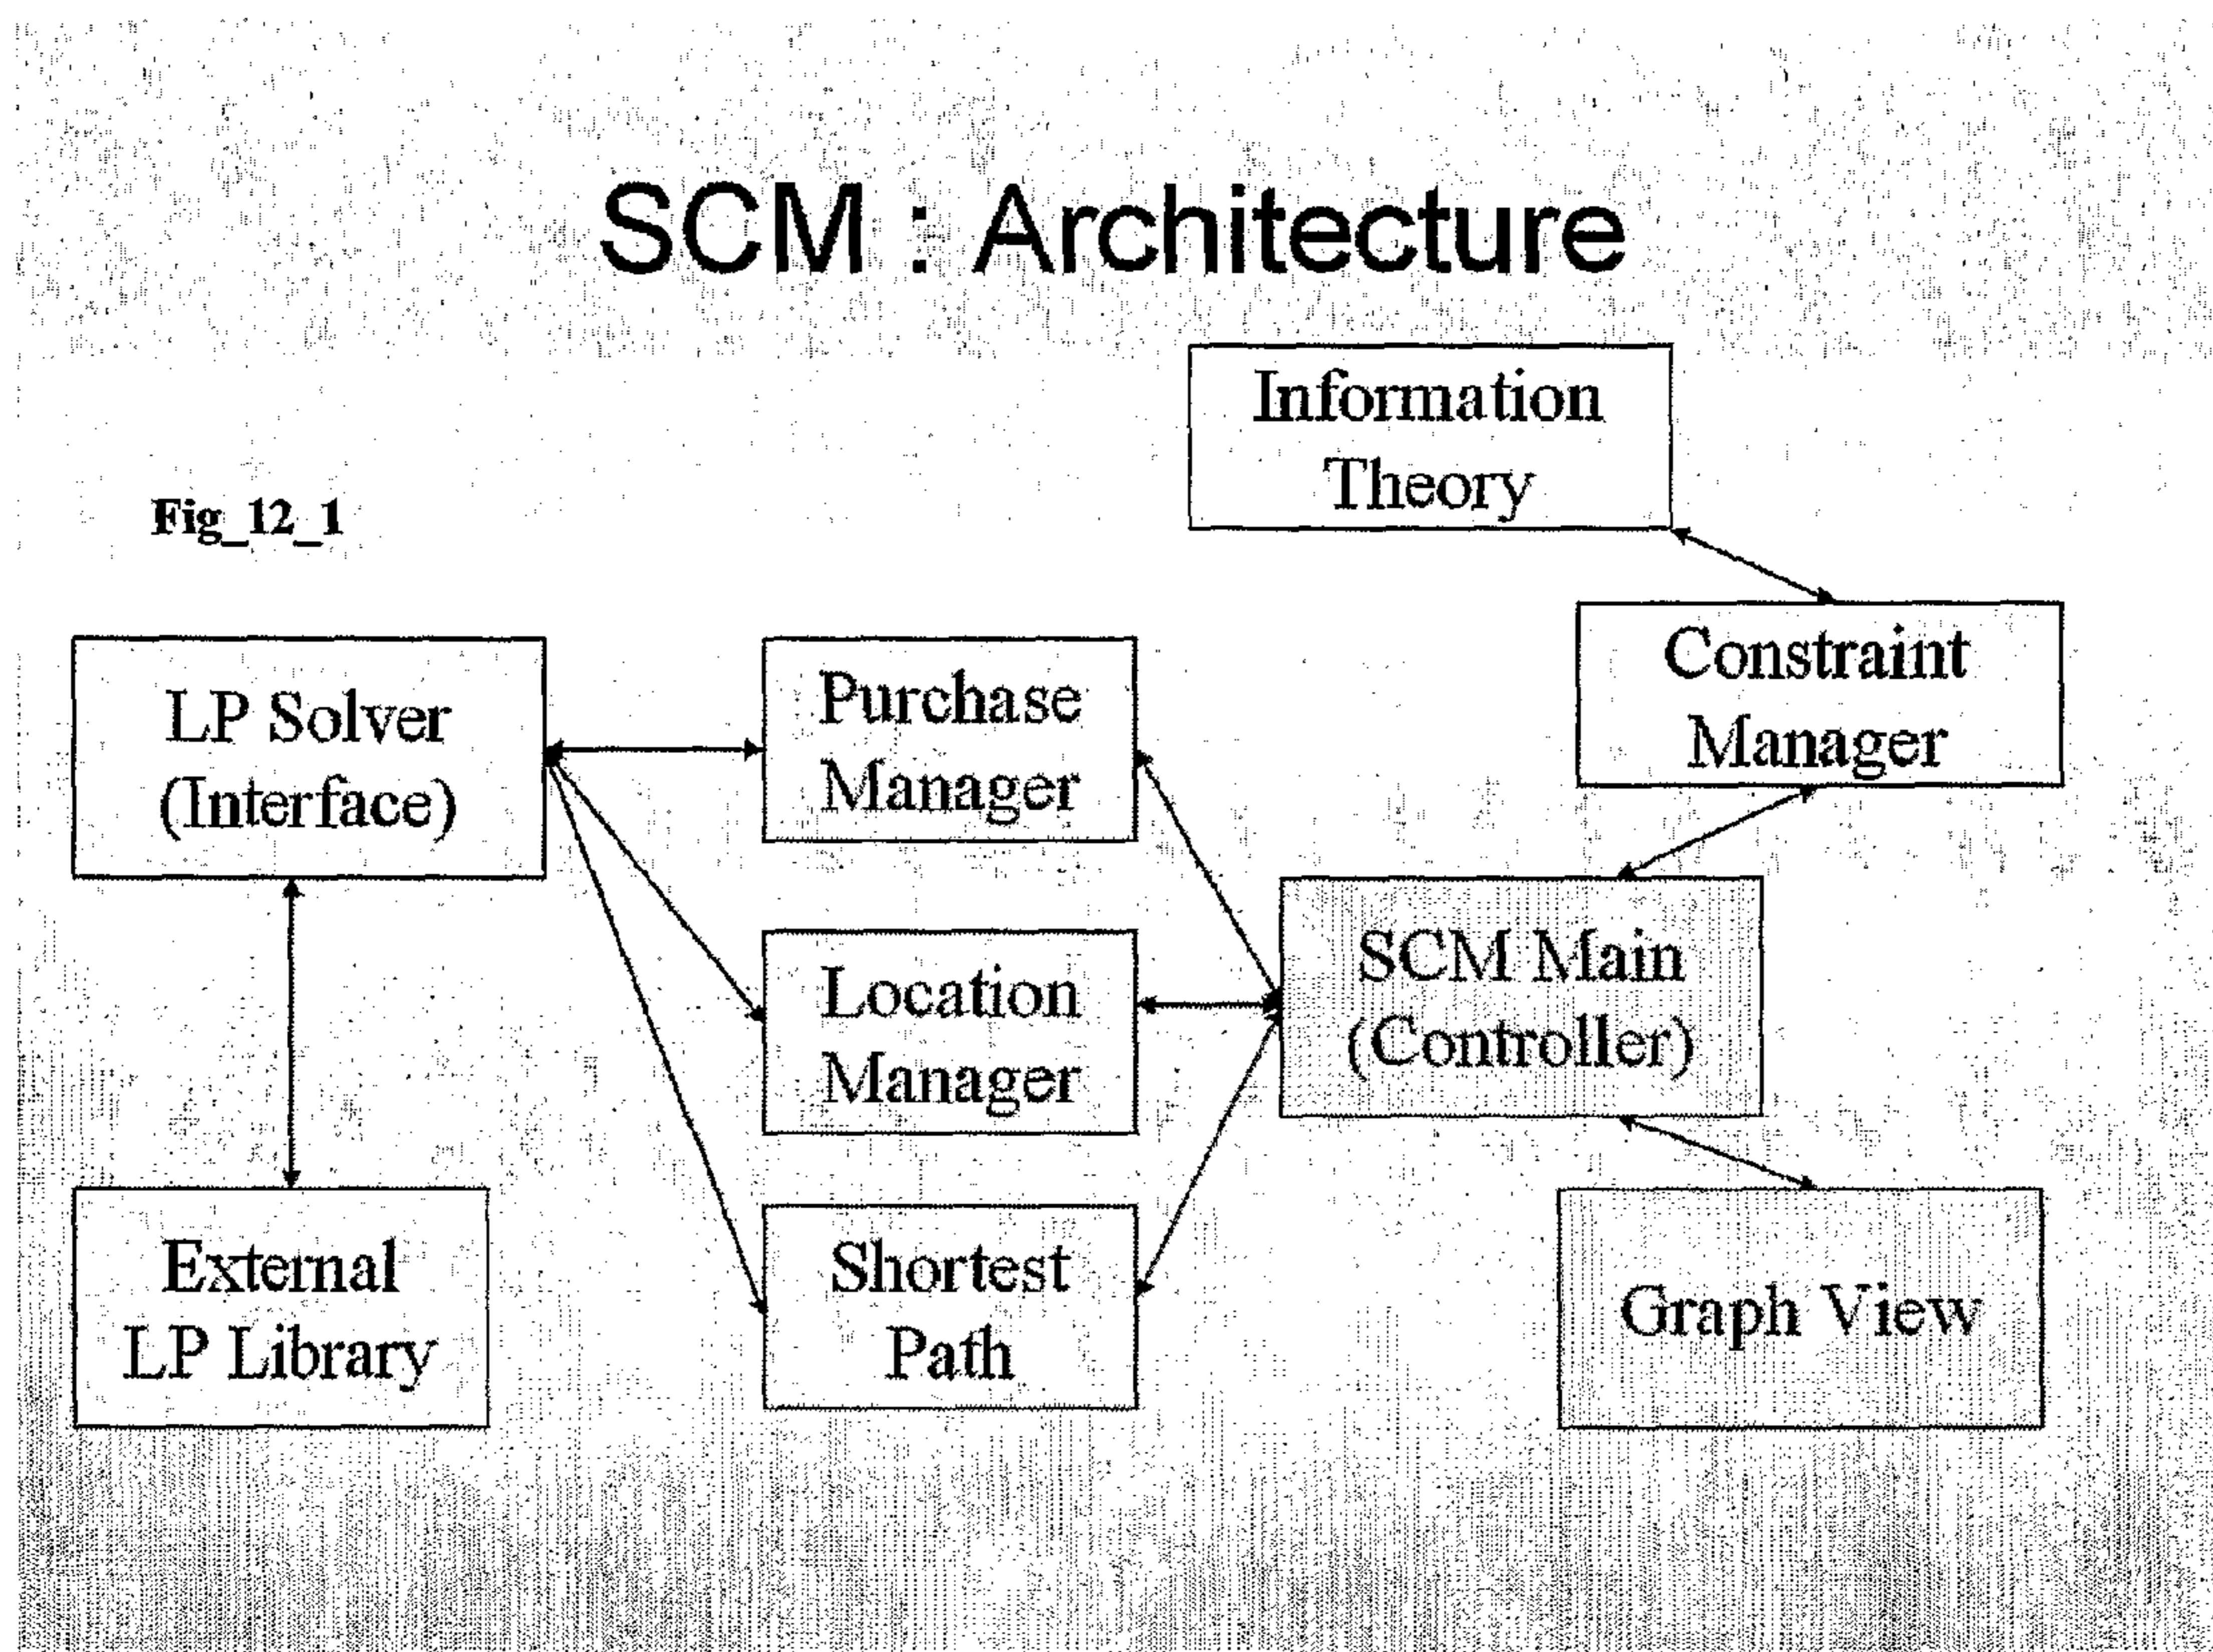 SCM : Architecture
Information
Theory
Fig_12_1
Constraint
Manager
LP Solver
(Interface)
Purchase
Manager
SCM Main
(Controller)
Location
Manager
External
LP Library
Shortest
Path
Graph View